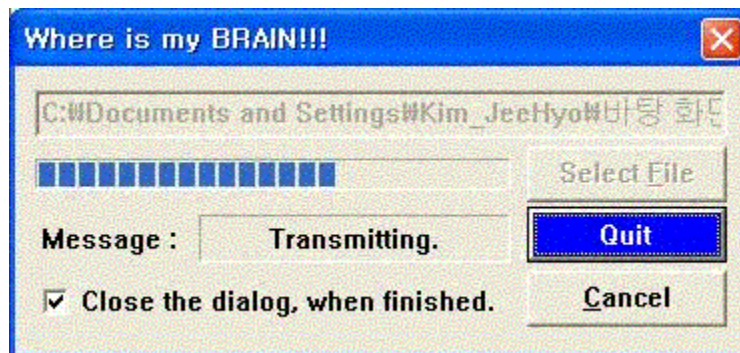 Where is my BRAIN!!!
C:₩Documents and Settings₩Kim_JeeHyo₩바탕
Select File
Message : Transmitting.
Quit
Close the dialog, when finished.
Cancel